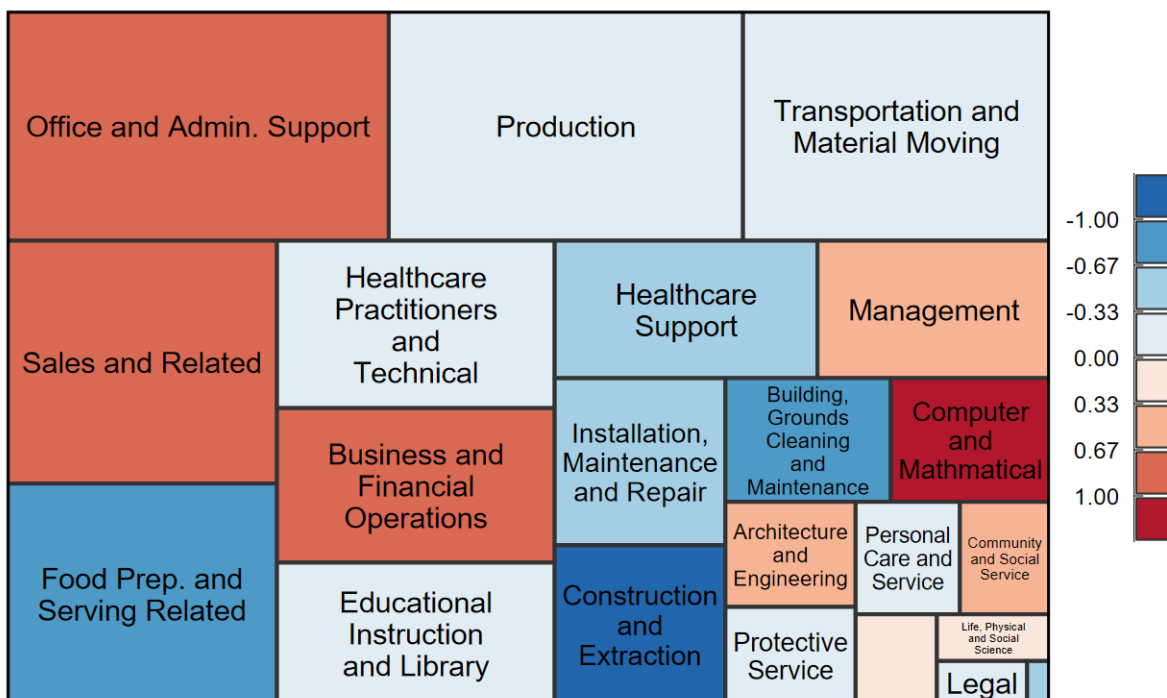 Office and Admin. Support
Production
Transportation and
Material Moving
Sales and Related
Healthcare
Practitioners
and
Technical
Healthcare
Support
Management
Business and
Financial
Operations
Installation,
Maintenance
and Repair
Building,
Grounds
Cleaning
and
Maintenance
Computer
and
Mathmatical
Food Prep. and
Serving Related
Educational
Instruction
and Library
Construction
and
Extraction
Architecture
and
Engineering
Personal
Care and
Service
Community
and Social
Service
Protective
Service
Life, Physical
and Social
Science
Legal
-1.00
-0.67
-0.33
0.00
0.33
0.67
1.00